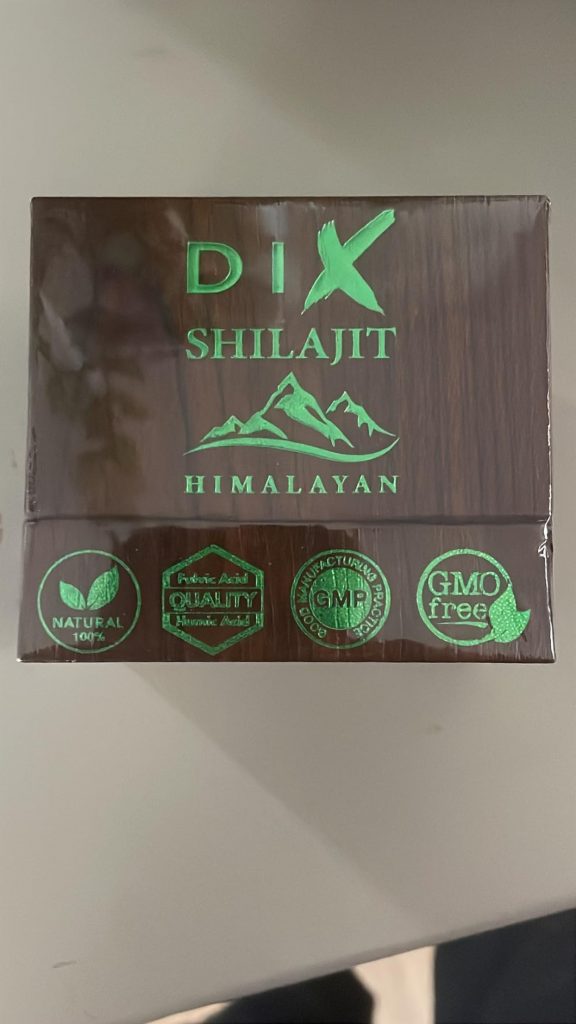 DIX
SHILAJIT
HIMALAYAN
NATURAL
100%
Fulvic Acid
QUALITY
Humic Acid
GOOD MANUFACTURING PRACTICE
GMP
GMO
free